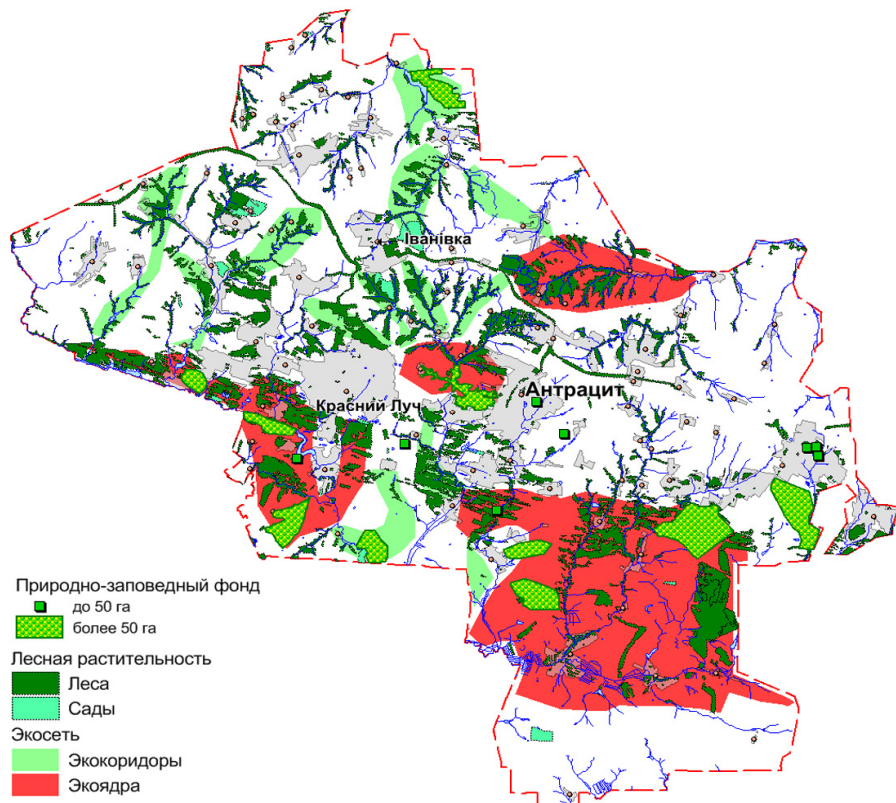 Іванівка
Антрацит
Красний Луч
Природно-заповедный фонд
до 50 га
более 50 га
Лесная растительность
Леса
Сады
Экосеть
Экокоридоры
Экоядра